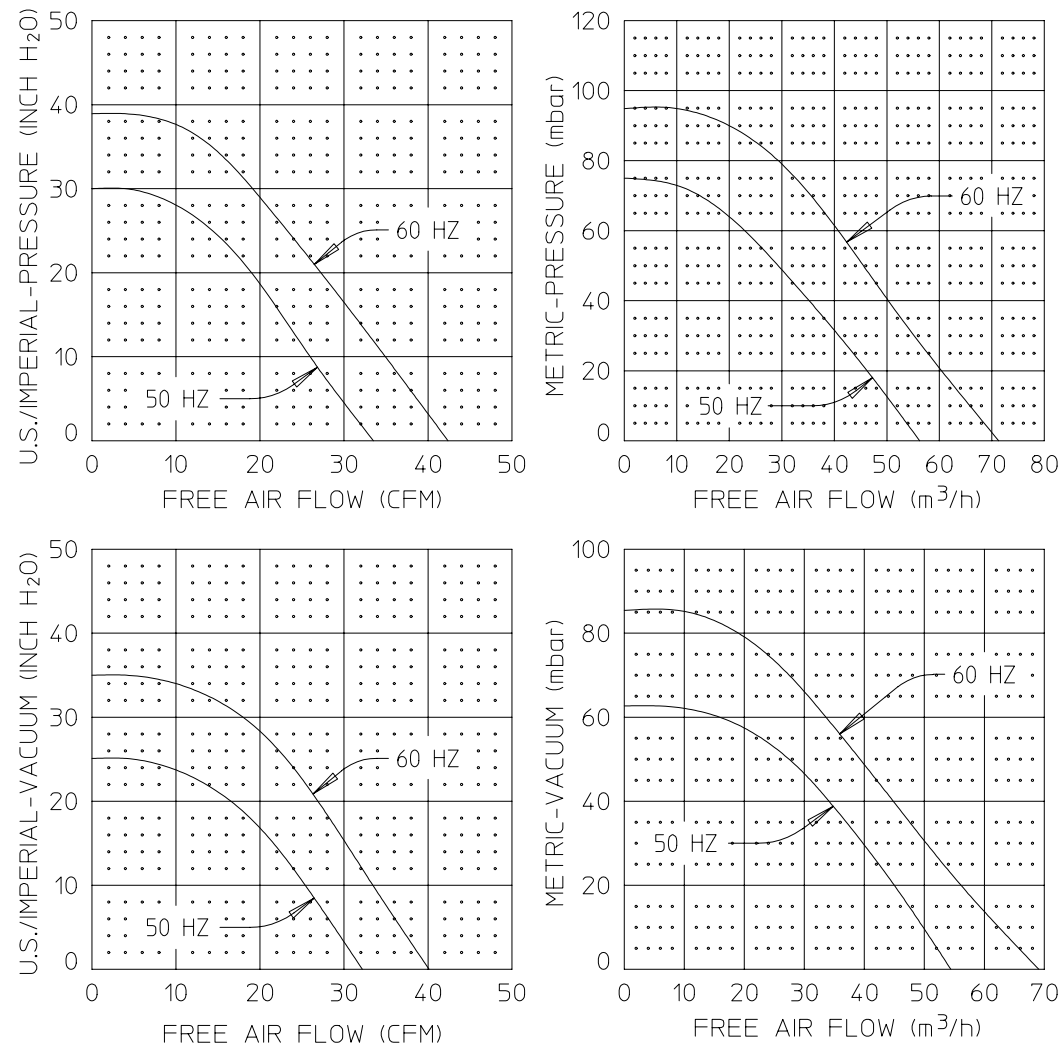 U.S./IMPERIAL-PRESSURE (INCH H₂O)
50
40
30
20
10
0
60 HZ
50 HZ
0 10 20 30 40 50
FREE AIR FLOW (CFM)
METRIC-PRESSURE (mbar)
120
100
80
60
40
20
0
60 HZ
50 HZ
0 10 20 30 40 50 60 70 80
FREE AIR FLOW (m³/h)
U.S./IMPERIAL-VACUUM (INCH H₂O)
50
40
30
20
10
0
60 HZ
50 HZ
0 10 20 30 40 50
FREE AIR FLOW (CFM)
METRIC-VACUUM (mbar)
100
80
60
40
20
0
60 HZ
50 HZ
0 10 20 30 40 50 60 70
FREE AIR FLOW (m³/h)